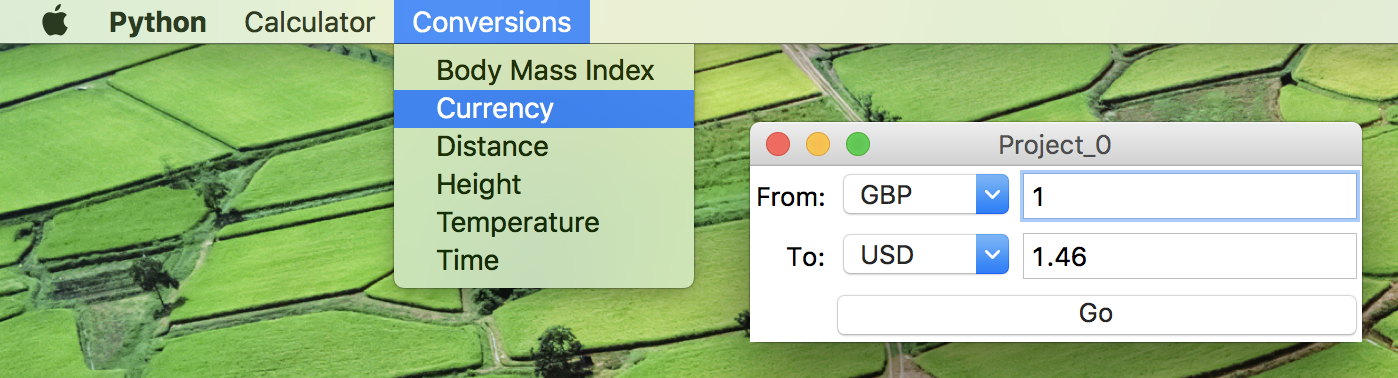 Python Calculator Conversions
Body Mass Index
Currency
Distance
Height
Temperature
Time
Project_0
From: GBP 1
To: USD 1.46
Go